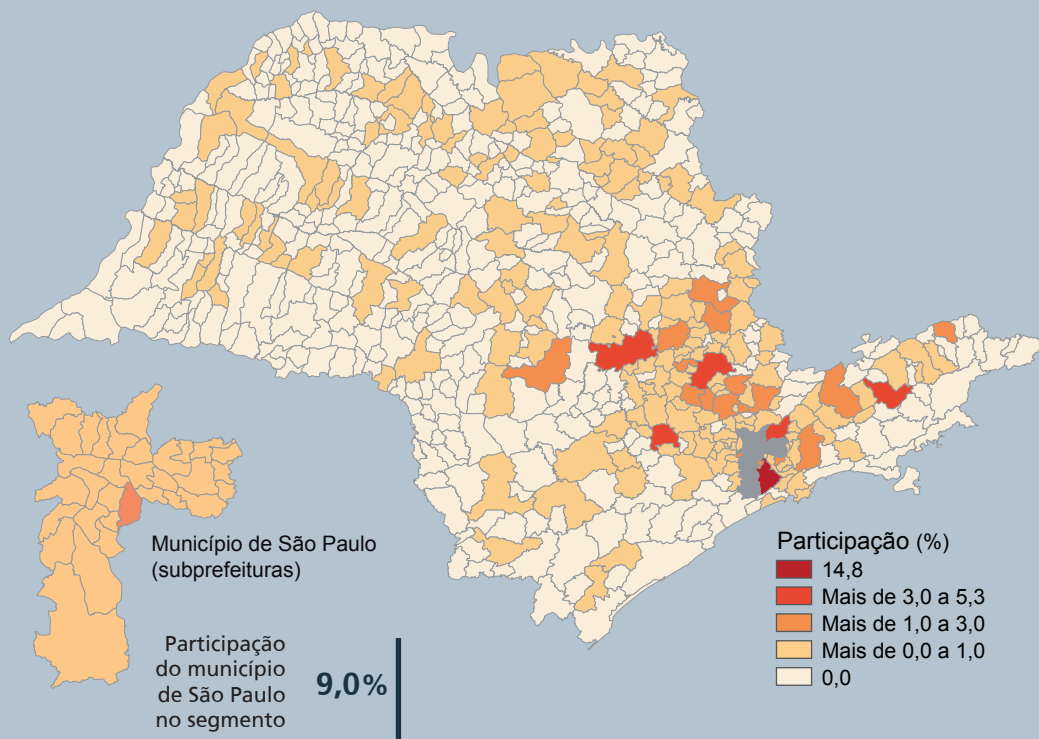 Município de São Paulo
(subprefeituras)
Participação
do município
de São Paulo
no segmento
9,0%
Participação (%)
14,8
Mais de 3,0 a 5,3
Mais de 1,0 a 3,0
Mais de 0,0 a 1,0
0,0